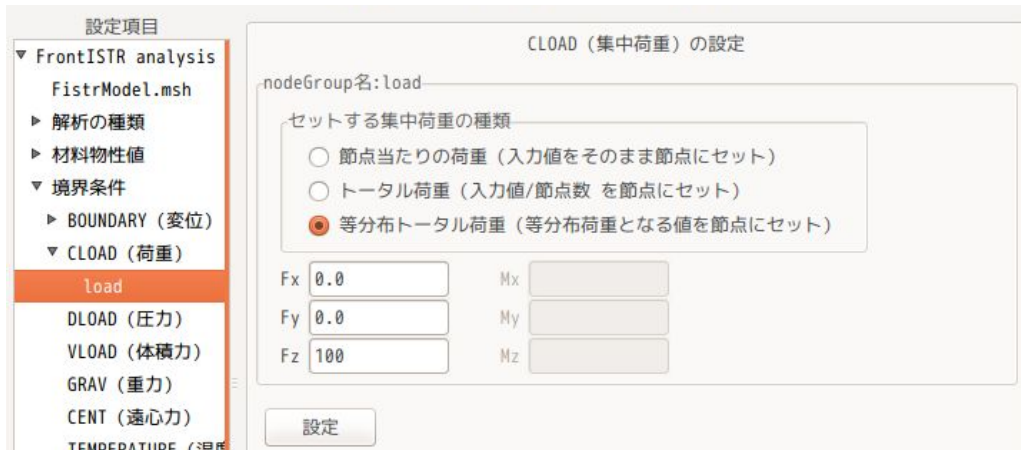 設定項目
▼ FrontISTR analysis
FistrModel.msh
▶ 解析の種類
▶ 材料物性値
▼ 境界条件
▶ BOUNDARY (変位)
▼ CLOAD (荷重)
load
DLOAD (圧力)
VLOAD (体積力)
GRAV (重力)
CENT (遠心力)
TEMPERATURE (温度
CLOAD (集中荷重) の設定
nodeGroup名:load
セットする集中荷重の種類
節点当たりの荷重 (入力値をそのまま節点にセット)
トータル荷重 (入力値/節点数 を節点にセット)
等分布トータル荷重 (等分布荷重となる値を節点にセット)
Fx 0.0 Mx
Fy 0.0 My
Fz 100 Mz
設定